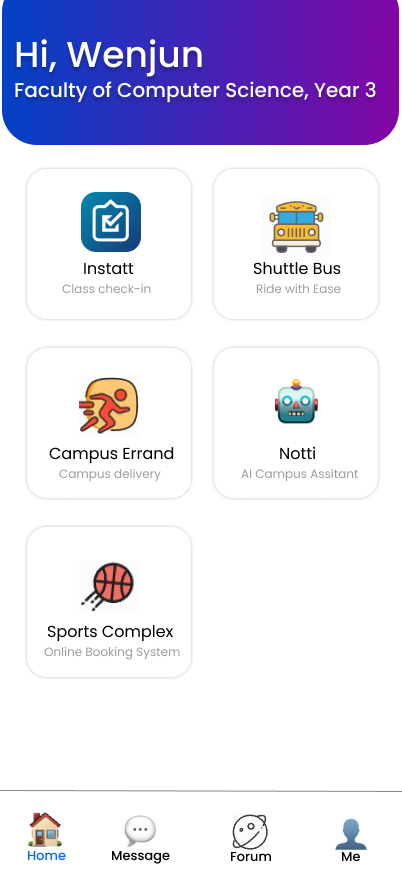 Hi, Wenjun
Faculty of Computer Science, Year 3
Instatt
Class check-in
Shuttle Bus
Ride with Ease
Campus Errand
Campus delivery
Notti
AI Campus Assitant
Sports Complex
Online Booking System
Home
Message
Forum
Me